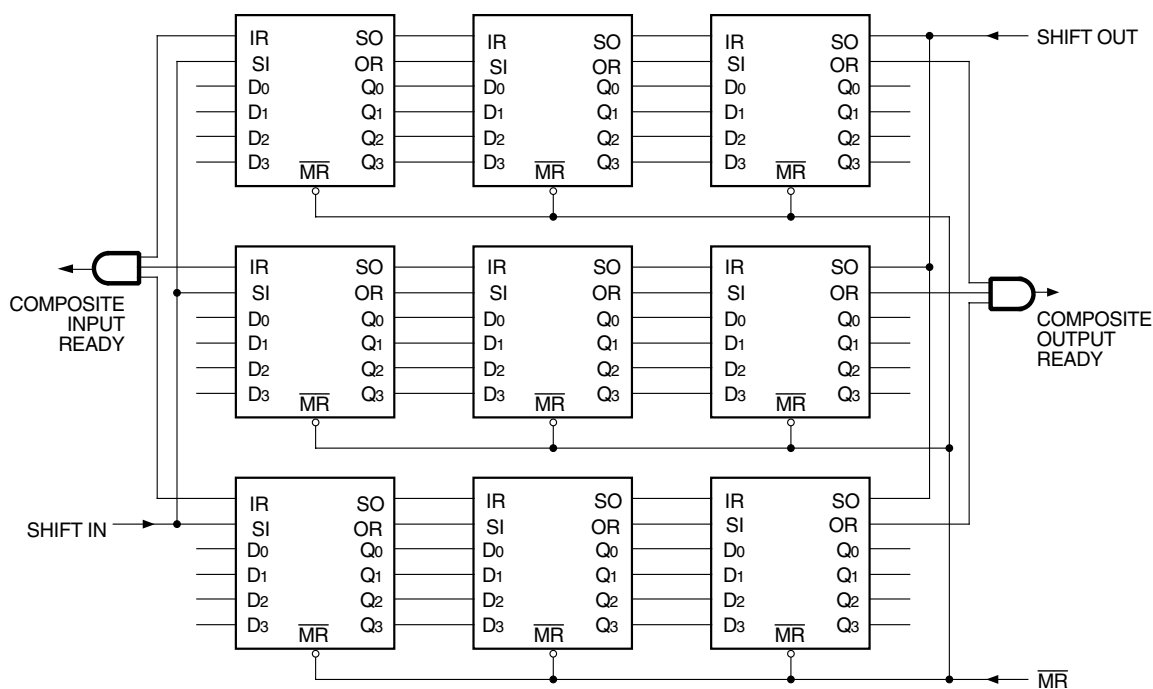 IR SO IR SO IR SO SHIFT OUT
SI OR SI OR SI OR
D0 Q0 D0 Q0 D0 Q0
D1 Q1 D1 Q1 D1 Q1
D2 Q2 D2 Q2 D2 Q2
D3 Q3 D3 Q3 D3 Q3
MR MR MR
IR SO IR SO IR SO
SI OR SI OR SI OR
D0 Q0 D0 Q0 D0 Q0
D1 Q1 D1 Q1 D1 Q1
D2 Q2 D2 Q2 D2 Q2
D3 Q3 D3 Q3 D3 Q3
MR MR MR
COMPOSITE
INPUT
READY
COMPOSITE
OUTPUT
READY
IR SO IR SO IR SO
SHIFT IN SI OR SI OR SI OR
D0 Q0 D0 Q0 D0 Q0
D1 Q1 D1 Q1 D1 Q1
D2 Q2 D2 Q2 D2 Q2
D3 Q3 D3 Q3 D3 Q3
MR MR MR
MR